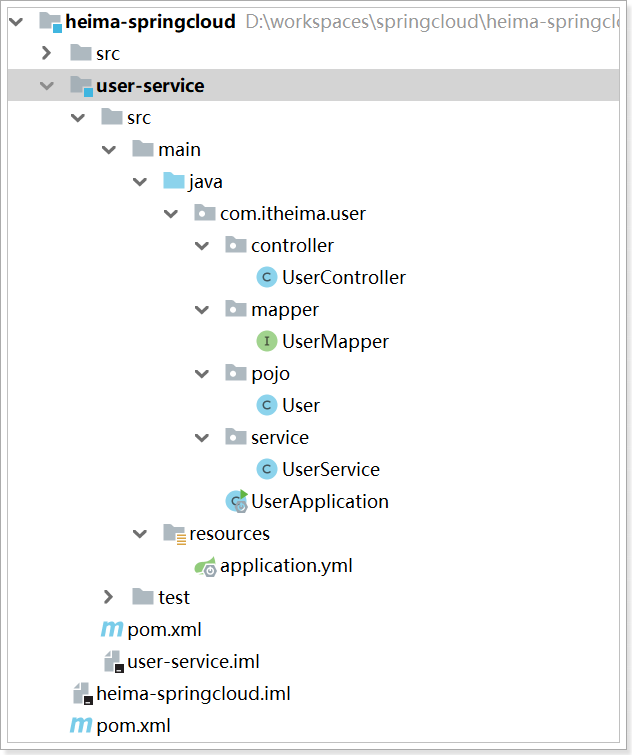 heima-springcloud D:\workspaces\springcloud\heima-springclo
src
user-service
src
main
java
com.itheima.user
controller
C UserController
mapper
I UserMapper
pojo
C User
service
C UserService
C UserApplication
resources
application.yml
test
m pom.xml
user-service.iml
heima-springcloud.iml
m pom.xml